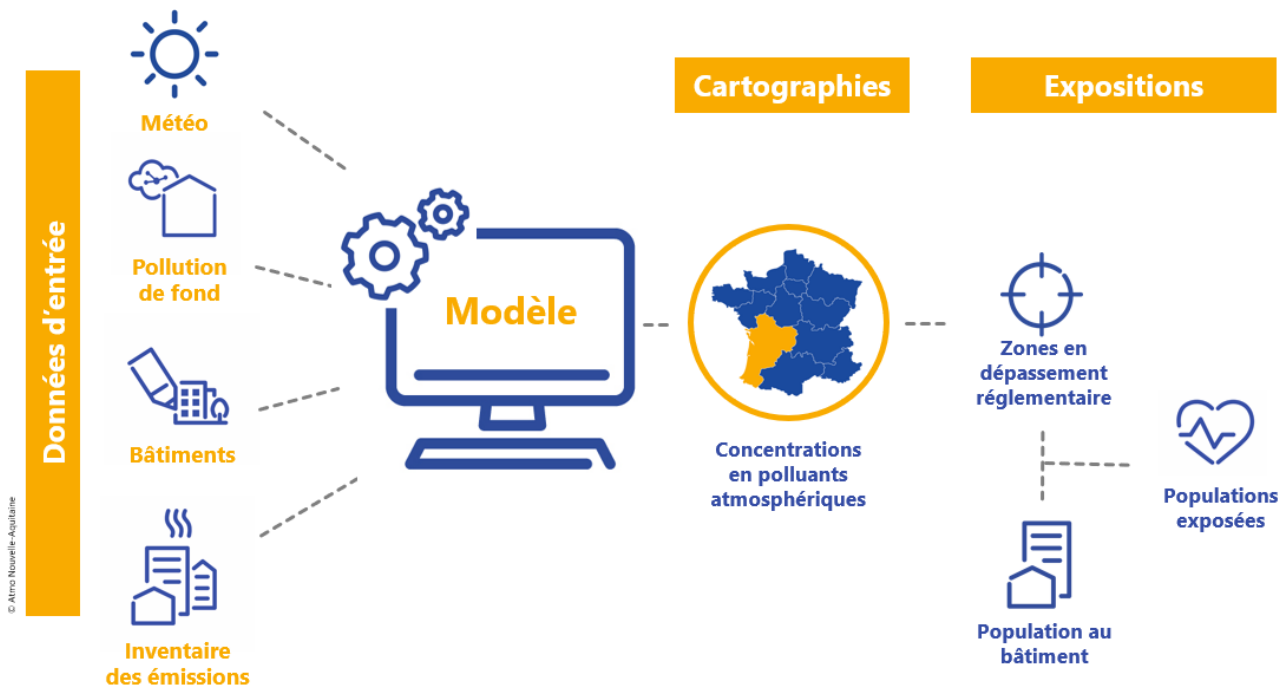 Données d'entrée
Météo
Pollution
de fond
Bâtiments
Inventaire
des émissions
© Atmo Nouvelle-Aquitaine
Modèle
Cartographies
Concentrations
en polluants
atmosphériques
Expositions
Zones en
dépassement
réglementaire
Populations
exposées
Population au
bâtiment